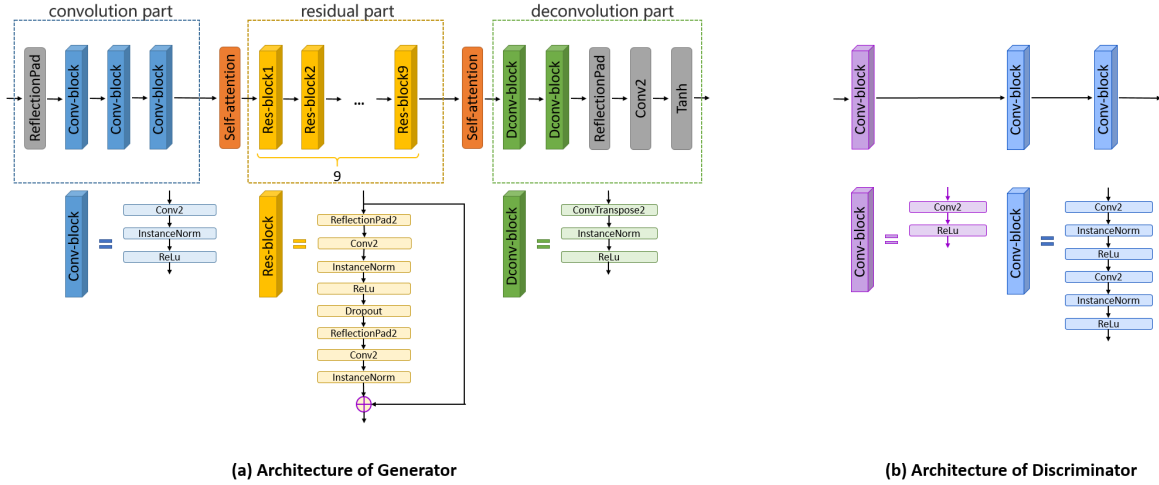 convolution part
residual part
deconvolution part
ReflectionPad
Conv-block
Conv-block
Conv-block
Self-attention
Res-block1
Res-block2
...
Res-block9
Self-attention
Dconv-block
Dconv-block
ReflectionPad
Conv2
Tanh
9
Conv-block
=
Conv2
InstanceNorm
ReLu
Res-block
=
ReflectionPad2
Conv2
InstanceNorm
ReLu
Dropout
ReflectionPad2
Conv2
InstanceNorm
Dconv-block
=
ConvTranspose2
InstanceNorm
ReLu
(a) Architecture of Generator
Conv-block
Conv-block
Conv-block
Conv-block
=
Conv2
ReLu
Conv-block
=
Conv2
InstanceNorm
ReLu
Conv2
InstanceNorm
ReLu
(b) Architecture of Discriminator